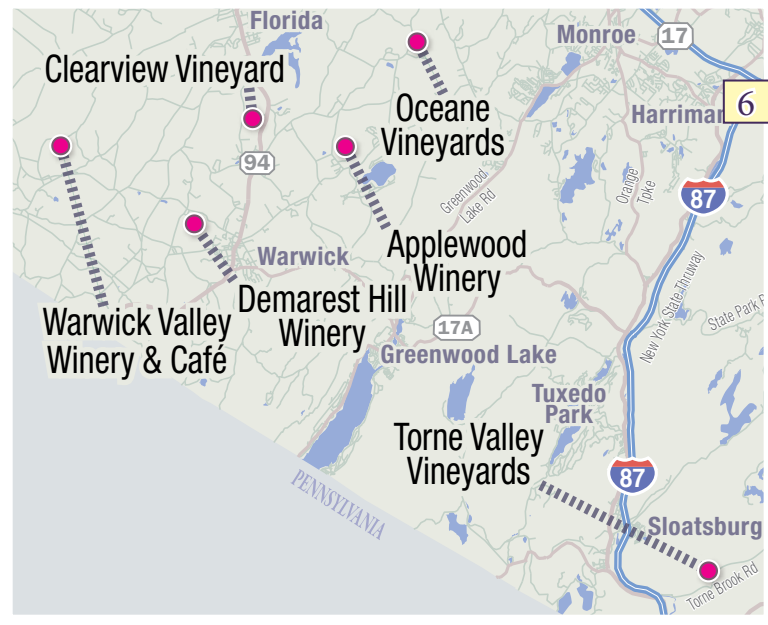 Florida
Monroe
17
Clearview Vineyard
Oceane
Vineyards
Harriman
6
94
Greenwood
Lake Rd
Orange
Tpke
87
Warwick
Applewood
Winery
Demarest Hill
Winery
Warwick Valley
Winery & Café
New York State Thruway
State Park R
17A
Greenwood Lake
Tuxedo
Park
Torne Valley
Vineyards
87
PENNSYLVANIA
Sloatsburg
Torne Brook Rd